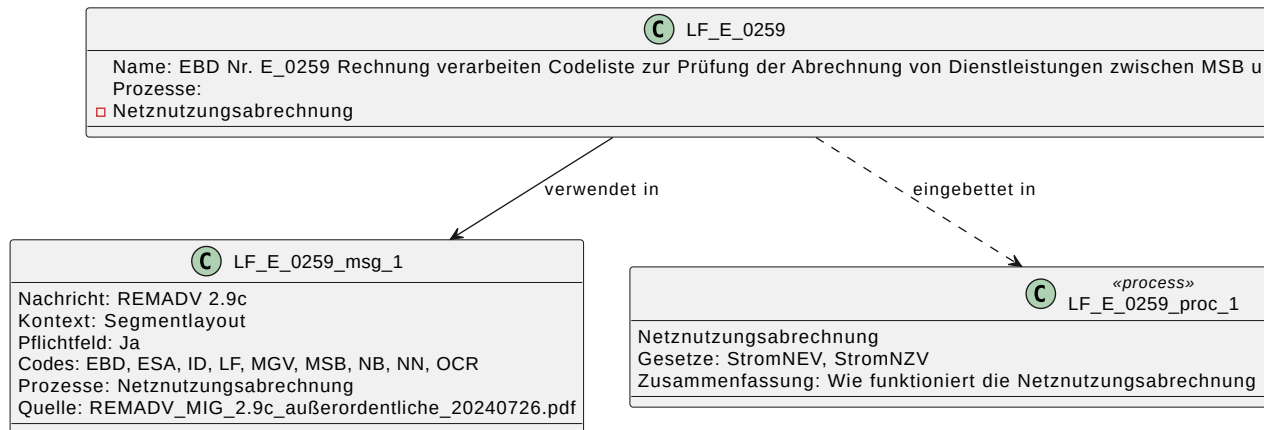 C LF_E_0259
Name: EBD Nr. E_0259 Rechnung verarbeiten Codeliste zur Prüfung der Abrechnung von Dienstleistungen zwischen MSB u
Prozesse:
Netznutzungsabrechnung
verwendet in
eingebettet in
C LF_E_0259_msg_1
Nachricht: REMADV 2.9c
Kontext: Segmentlayout
Pflichtfeld: Ja
Codes: EBD, ESA, ID, LF, MGV, MSB, NB, NN, OCR
Prozesse: Netznutzungsabrechnung
Quelle: REMADV_MIG_2.9c_außerordentliche_20240726.pdf
«process»
C LF_E_0259_proc_1
Netznutzungsabrechnung
Gesetze: StromNEV, StromNZV
Zusammenfassung: Wie funktioniert die Netznutzungsabrechnung